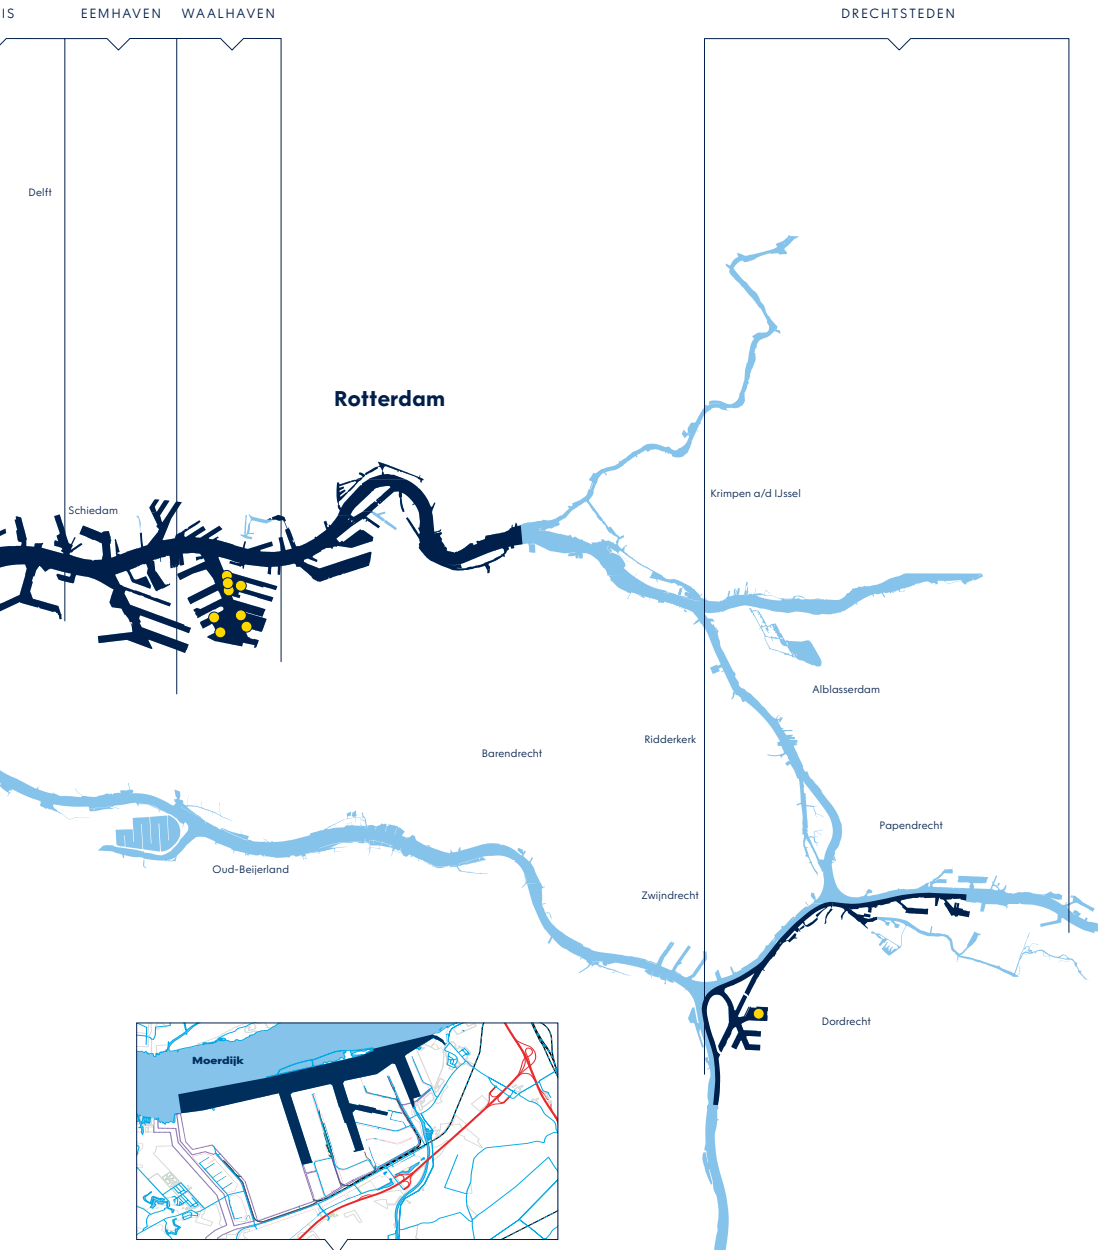 IS
EEMHAVEN
WAALHAVEN
DRECHTSTEDEN
Delft
Rotterdam
Krimpen a/d IJssel
Schiedam
Alblasserdam
Ridderkerk
Barendrecht
Papendrecht
Oud-Beijerland
Zwijndrecht
Dordrecht
Moerdijk